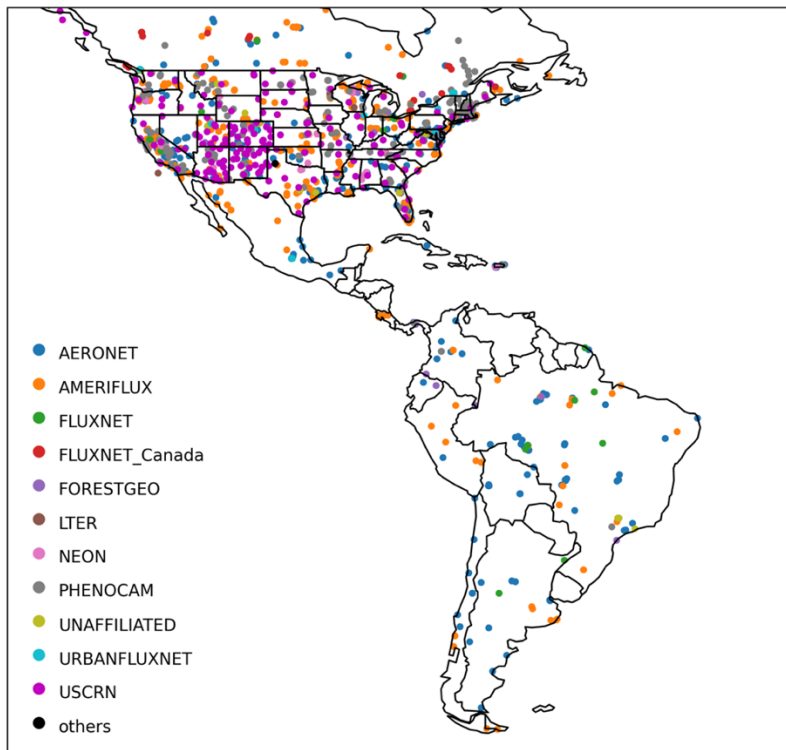 AERONET
AMERIFLUX
FLUXNET
FLUXNET_Canada
FORESTGEO
LTER
NEON
PHENOCAM
UNAFFILIATED
URBANFLUXNET
USCRN
others